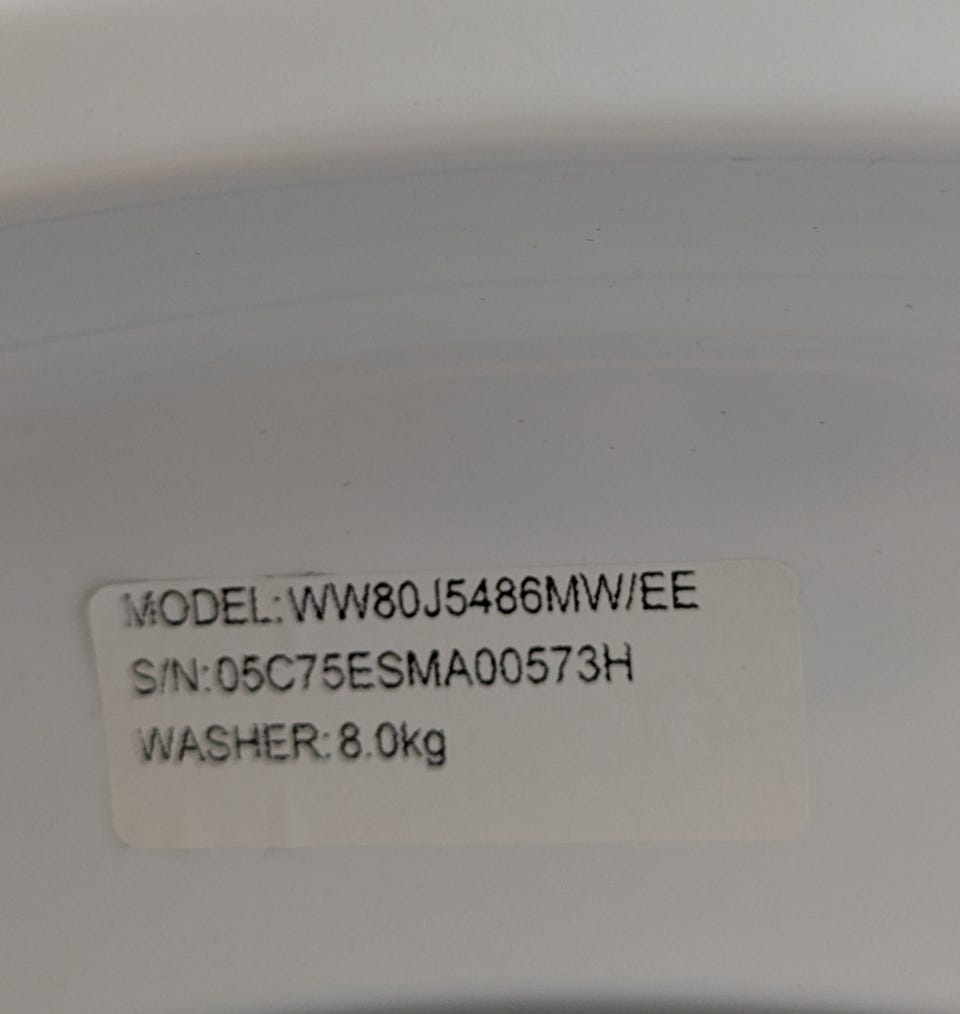 MODEL:WW80J5486MW/EE
S/N:05C75ESMA00573H
WASHER:8.0kg